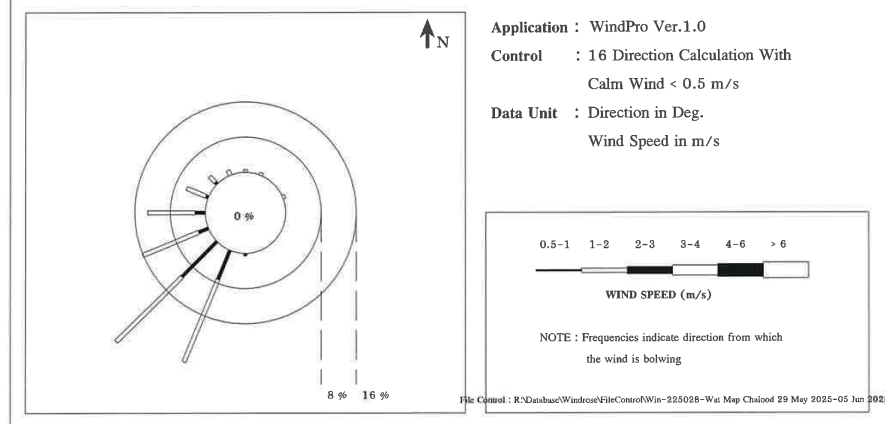 N
Application : WindPro Ver.1.0
Control : 16 Direction Calculation With
Calm Wind < 0.5 m/s
Data Unit : Direction in Deg.
Wind Speed in m/s
0 %
8 % 16 %
0.5-1 1-2 2-3 3-4 4-6 > 6
WIND SPEED (m/s)
NOTE : Frequencies indicate direction from which
the wind is bolwing
File Control : R:\Database\Windrose\FileControl\Win-225028-Wat Map Chalood 29 May 2025-05 Jun 202